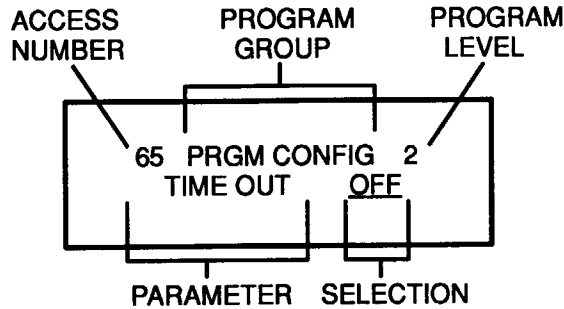 ACCESS NUMBER
PROGRAM GROUP
PROGRAM LEVEL
65 PRGM CONFIG 2
TIME OUT OFF
PARAMETER SELECTION